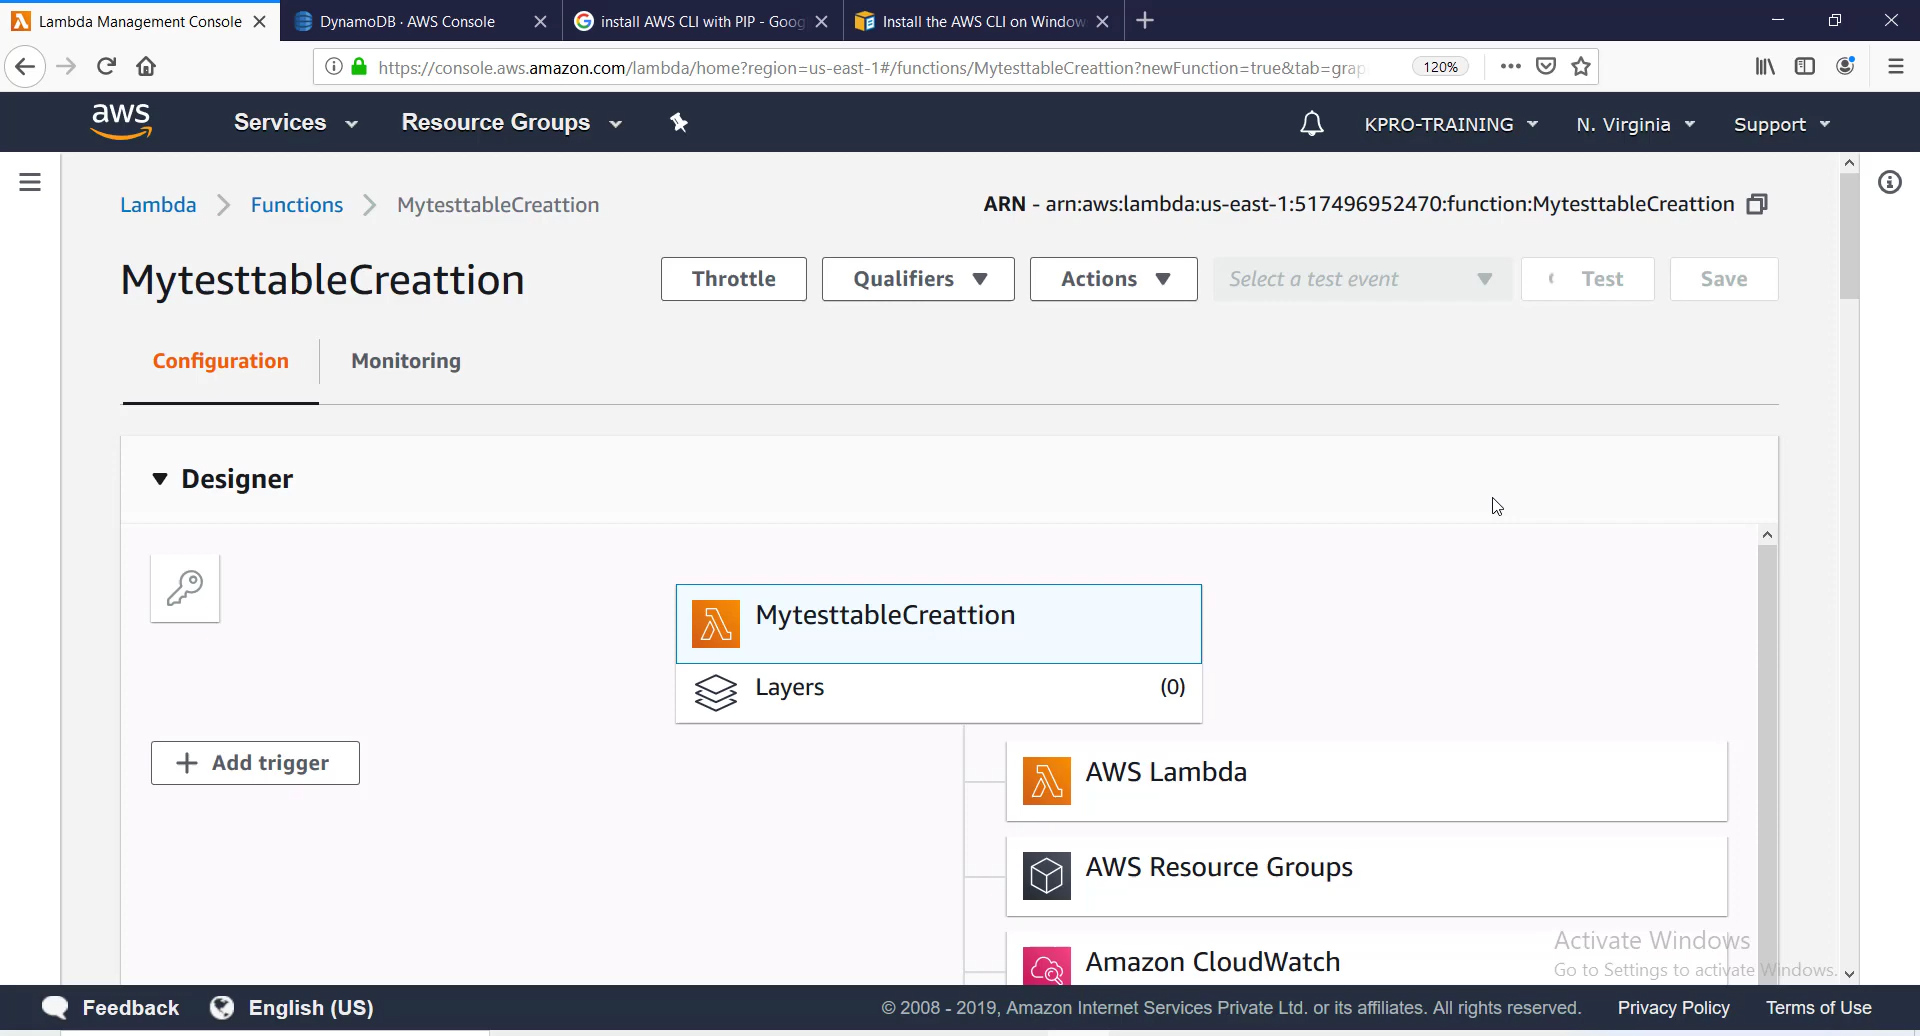 Lambda Management Console
DynamoDB · AWS Console
install AWS CLI with PIP - Goog
Install the AWS CLI on Window
https://console.aws.amazon.com/lambda/home?region=us-east-1#/functions/MytesttableCreattion?newFunction=true&tab=grap
120%
aws
Services
Resource Groups
KPRO-TRAINING
N. Virginia
Support
Lambda
Functions
MytesttableCreattion
ARN - arn:aws:lambda:us-east-1:517496952470:function:MytesttableCreattion
MytesttableCreattion
Throttle
Qualifiers
Actions
Select a test event
Test
Save
Configuration
Monitoring
Designer
MytesttableCreattion
Layers
(0)
Add trigger
AWS Lambda
AWS Resource Groups
Amazon CloudWatch
Activate Windows
Go to Settings to activate Windows.
Feedback
English (US)
© 2008 - 2019, Amazon Internet Services Private Ltd. or its affiliates. All rights reserved.
Privacy Policy
Terms of Use